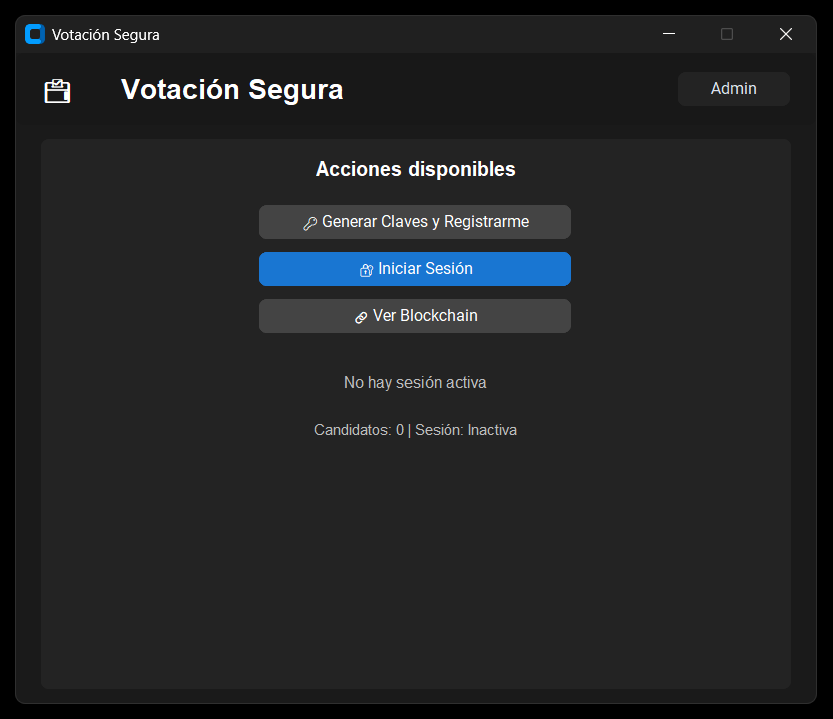 Votación Segura
Votación Segura
Admin
Acciones disponibles
Generar Claves y Registrarme
Iniciar Sesión
Ver Blockchain
No hay sesión activa
Candidatos: 0 | Sesión: Inactiva